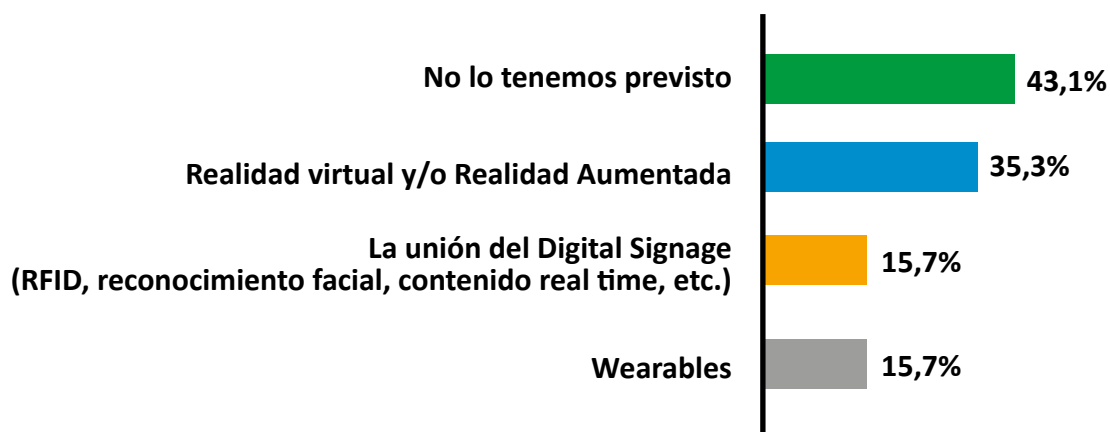 No lo tenemos previsto
43,1%
Realidad virtual y/o Realidad Aumentada
35,3%
La unión del Digital Signage
(RFID, reconocimiento facial, contenido real time, etc.)
15,7%
Wearables
15,7%